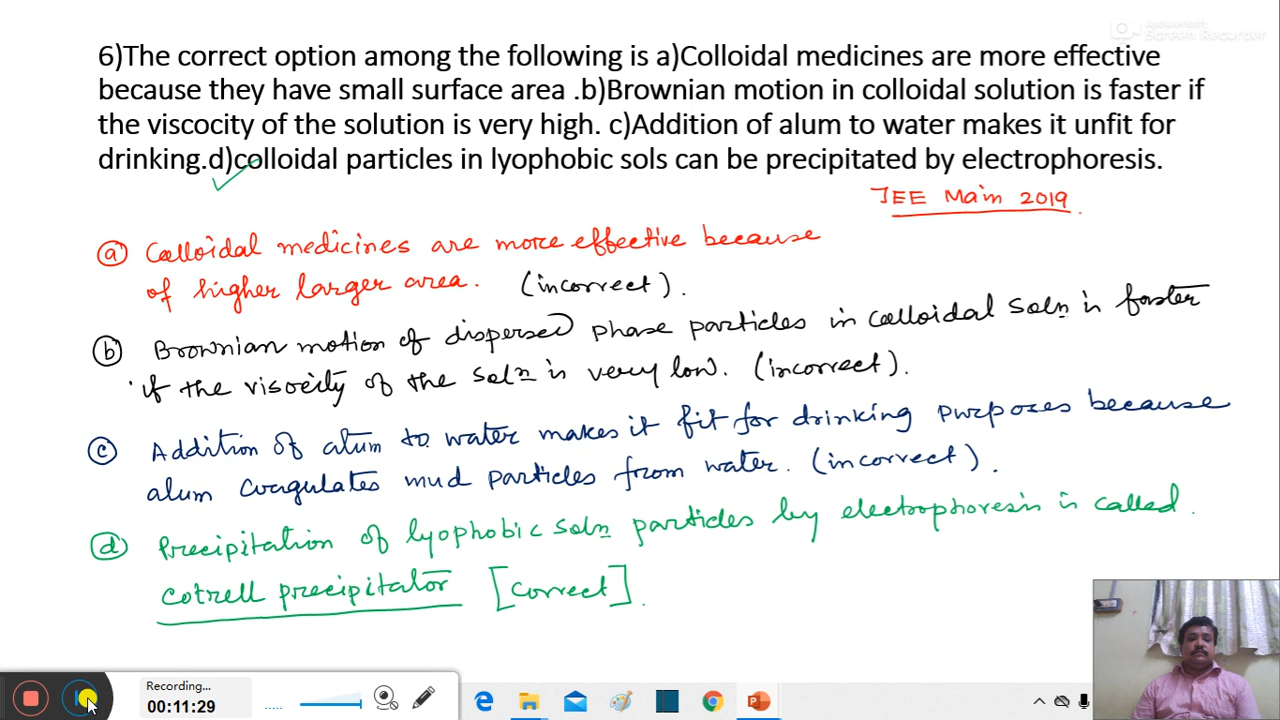 Apowersoft
Screen Recorder
6)The correct option among the following is a)Colloidal medicines are more effective
because they have small surface area .b)Brownian motion in colloidal solution is faster if
the viscocity of the solution is very high. c)Addition of alum to water makes it unfit for
drinking.d)colloidal particles in lyophobic sols can be precipitated by electrophoresis.
JEE Main 2019
(a) Colloidal medicines are more effective because
of higher larger area. (incorrect).
(b) Brownian motion of dispersed phase particles in colloidal Soln is faster
if the viscocity of the soln is very low. (incorrect).
(c) Addition of alum to water makes it fit for drinking purposes because
alum coagulates mud particles from water. (incorrect).
(d) Precipitation of lyophobic soln particles by electrophoresis is called.
cotrell precipitator [Correct].
Recording...
00:11:29